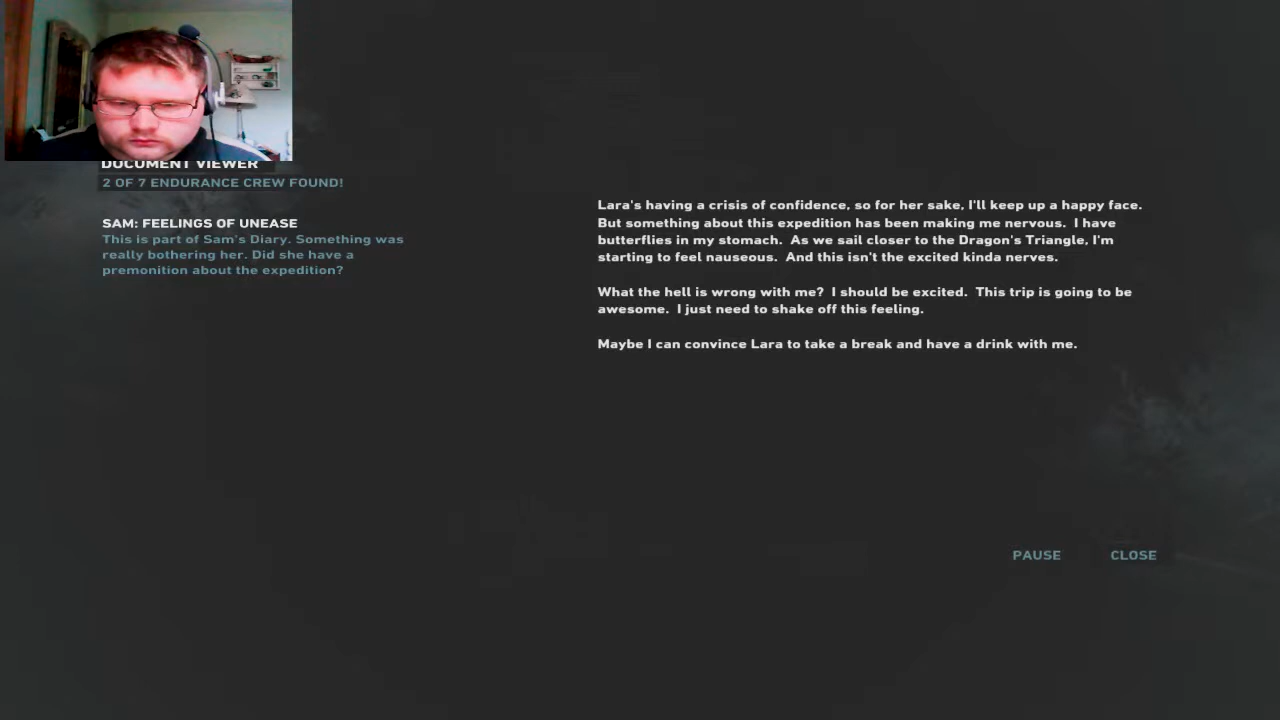 DOCUMENT VIEWER
2 OF 7 ENDURANCE CREW FOUND!
SAM: FEELINGS OF UNEASE
This is part of Sam's Diary. Something was
really bothering her. Did she have a
premonition about the expedition?
Lara's having a crisis of confidence, so for her sake, I'll keep up a happy face.
But something about this expedition has been making me nervous.  I have
butterflies in my stomach.  As we sail closer to the Dragon's Triangle, I'm
starting to feel nauseous.  And this isn't the excited kinda nerves.
What the hell is wrong with me?  I should be excited.  This trip is going to be
awesome.  I just need to shake off this feeling.
Maybe I can convince Lara to take a break and have a drink with me.
PAUSE CLOSE